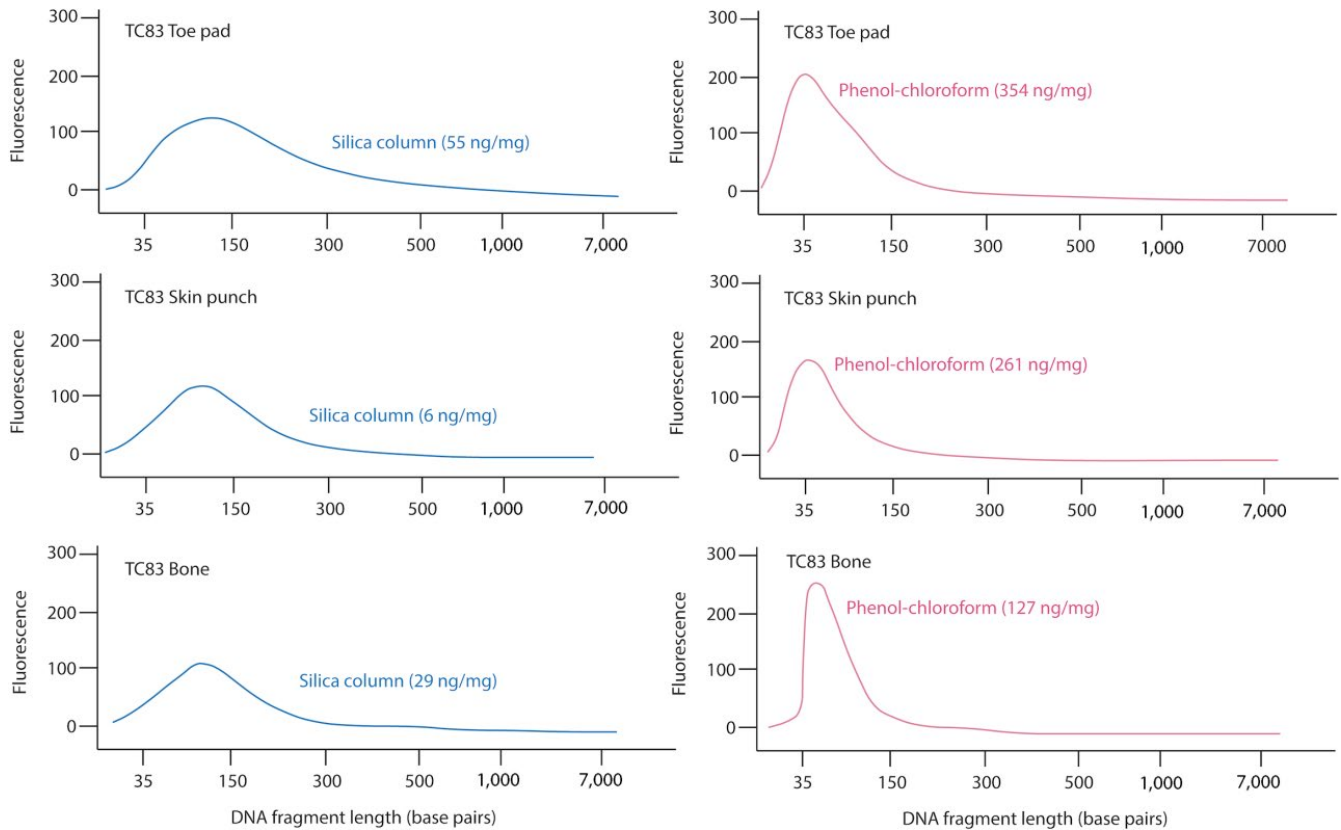 TC83 Toe pad
Fluorescence
300
200
100
0
Silica column (55 ng/mg)
35 150 300 500 1,000 7,000
TC83 Toe pad
Fluorescence
300
200
100
0
Phenol-chloroform (354 ng/mg)
35 150 300 500 1,000 7000
TC83 Skin punch
Fluorescence
300
200
100
0
Silica column (6 ng/mg)
35 150 300 500 1,000 7,000
TC83 Skin punch
Fluorescence
300
200
100
0
Phenol-chloroform (261 ng/mg)
35 150 300 500 1,000 7,000
TC83 Bone
Fluorescence
300
200
100
0
Silica column (29 ng/mg)
35 150 300 500 1,000 7,000
DNA fragment length (base pairs)
TC83 Bone
Fluorescence
300
200
100
0
Phenol-chloroform (127 ng/mg)
35 150 300 500 1,000 7,000
DNA fragment length (base pairs)